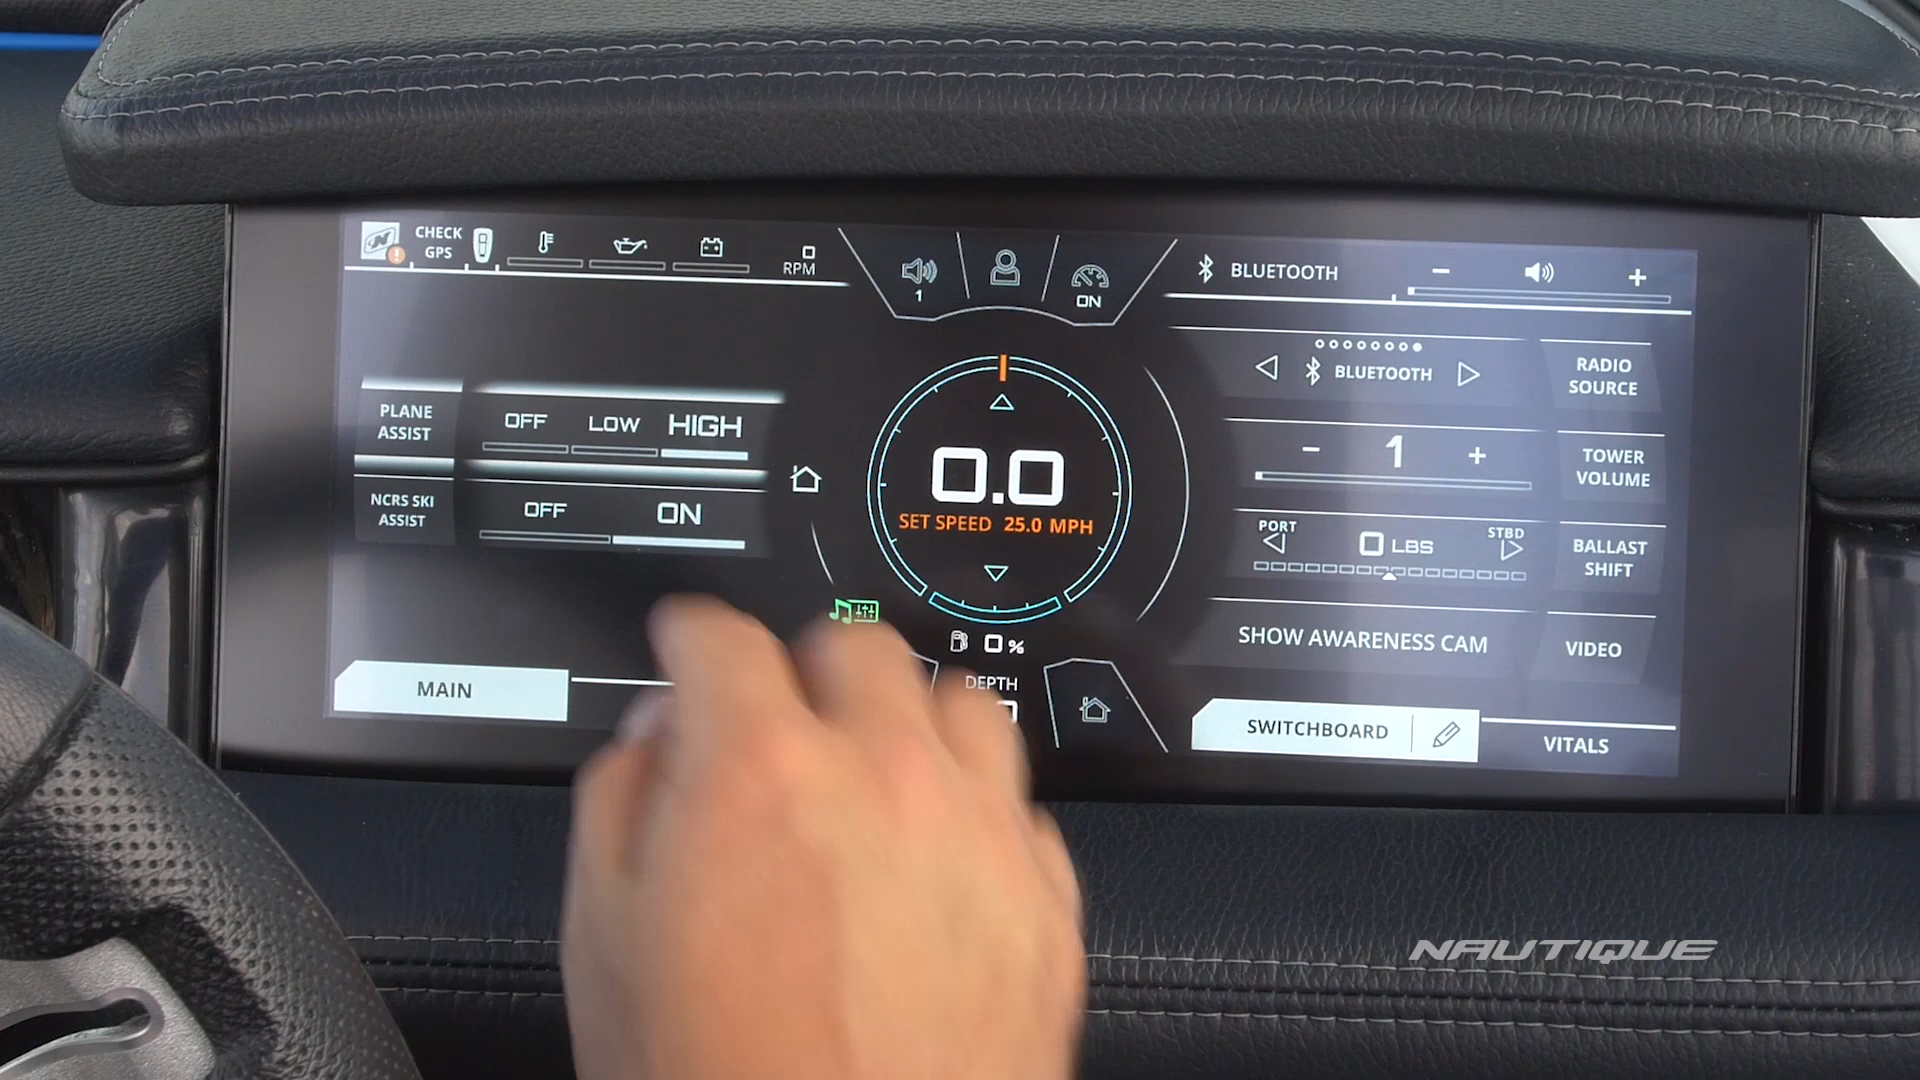 CHECK
GPS
0
RPM
1
ON
BLUETOOTH
− +
PLANE
ASSIST
OFF LOW HIGH
NCRS SKI
ASSIST
OFF ON
0.0
SET SPEED 25.0 MPH
0 %
DEPTH
BLUETOOTH
RADIO
SOURCE
− 1 +
TOWER
VOLUME
PORT
STBD
0 LBS
BALLAST
SHIFT
SHOW AWARENESS CAM
VIDEO
MAIN
SWITCHBOARD
VITALS
NAUTIQUE